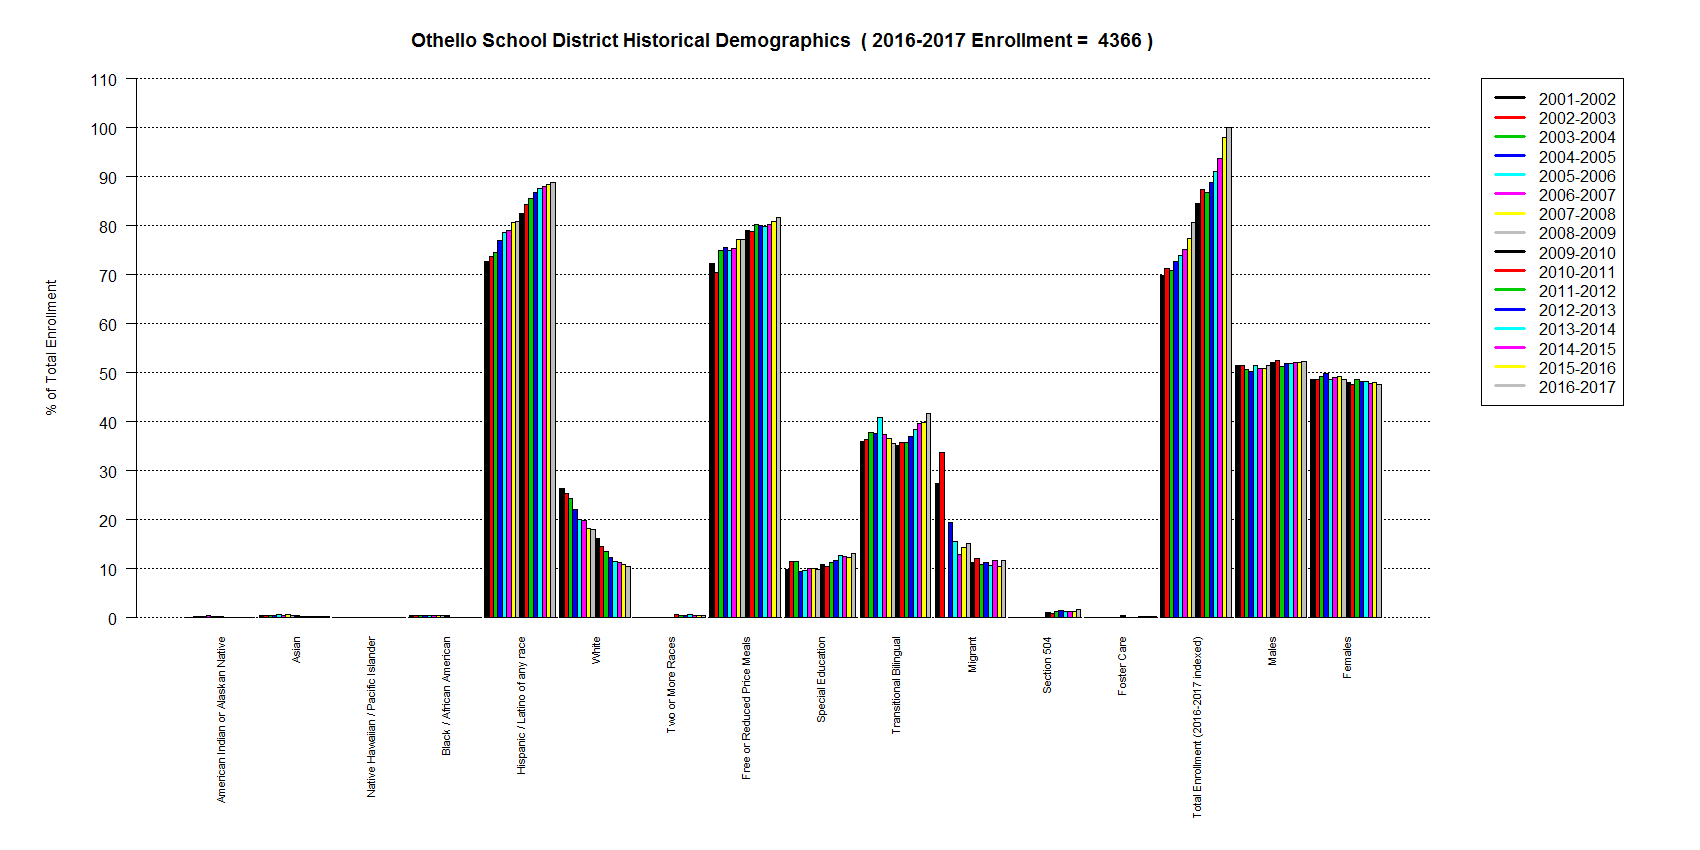 Othello School District Historical Demographics ( 2016-2017 Enrollment = 4366 )
% of Total Enrollment
110
100
90
80
70
60
50
40
30
20
10
0
American Indian or Alaskan Native
Asian
Native Hawaiian / Pacific Islander
Black / African American
Hispanic / Latino of any race
White
Two or More Races
Free or Reduced Price Meals
Special Education
Transitional Bilingual
Migrant
Section 504
Foster Care
Total Enrollment (2016-2017 indexed)
Males
Females
2001-2002
2002-2003
2003-2004
2004-2005
2005-2006
2006-2007
2007-2008
2008-2009
2009-2010
2010-2011
2011-2012
2012-2013
2013-2014
2014-2015
2015-2016
2016-2017